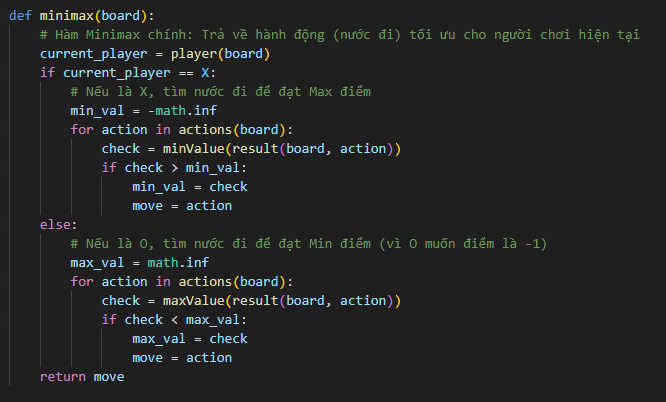 def minimax(board):
    # Hàm Minimax chính: Trả về hành động (nước đi) tối ưu cho người chơi hiện tại
    current_player = player(board)
    if current_player == X:
        # Nếu là X, tìm nước đi để đạt Max điểm
        min_val = -math.inf
        for action in actions(board):
            check = minValue(result(board, action))
            if check > min_val:
                min_val = check
                move = action
    else:
        # Nếu là O, tìm nước đi để đạt Min điểm (vì O muốn điểm là -1)
        max_val = math.inf
        for action in actions(board):
            check = maxValue(result(board, action))
            if check < max_val:
                max_val = check
                move = action
    return move